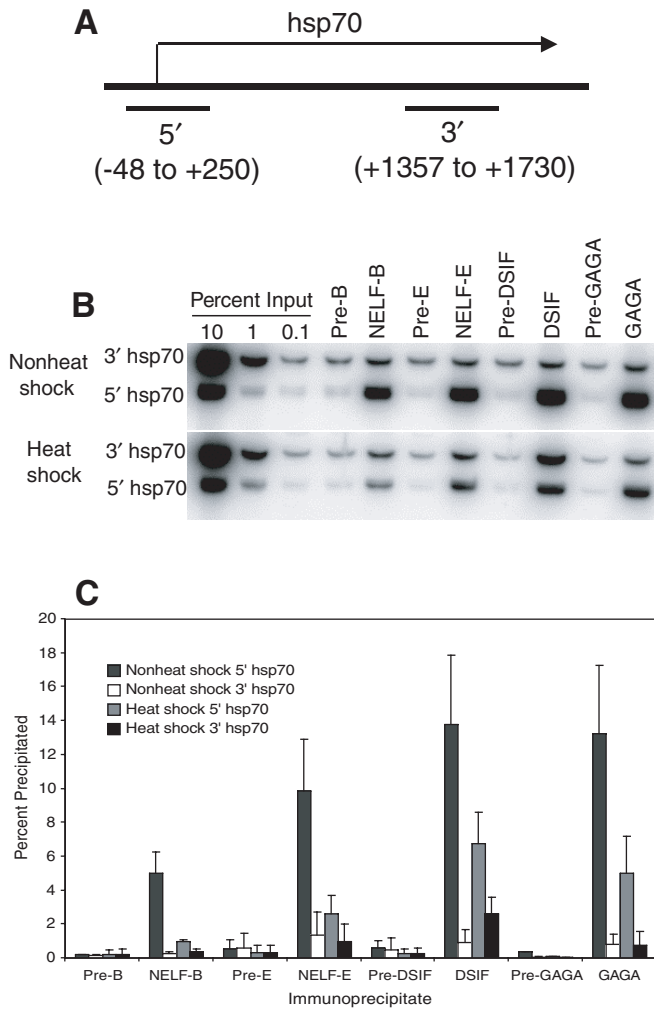 A
hsp70
5′
(-48 to +250)
3′
(+1357 to +1730)
B
Percent Input
10 1 0.1
Pre-B
NELF-B
Pre-E
NELF-E
Pre-DSIF
DSIF
Pre-GAGA
GAGA
Nonheat
shock
3′ hsp70
5′ hsp70
Heat
shock
3′ hsp70
5′ hsp70
C
Percent Precipitated
20
18
16
14
12
10
8
6
4
2
0
Nonheat shock 5' hsp70
Nonheat shock 3' hsp70
Heat shock 5' hsp70
Heat shock 3' hsp70
Pre-B NELF-B Pre-E NELF-E Pre-DSIF DSIF Pre-GAGA GAGA
Immunoprecipitate